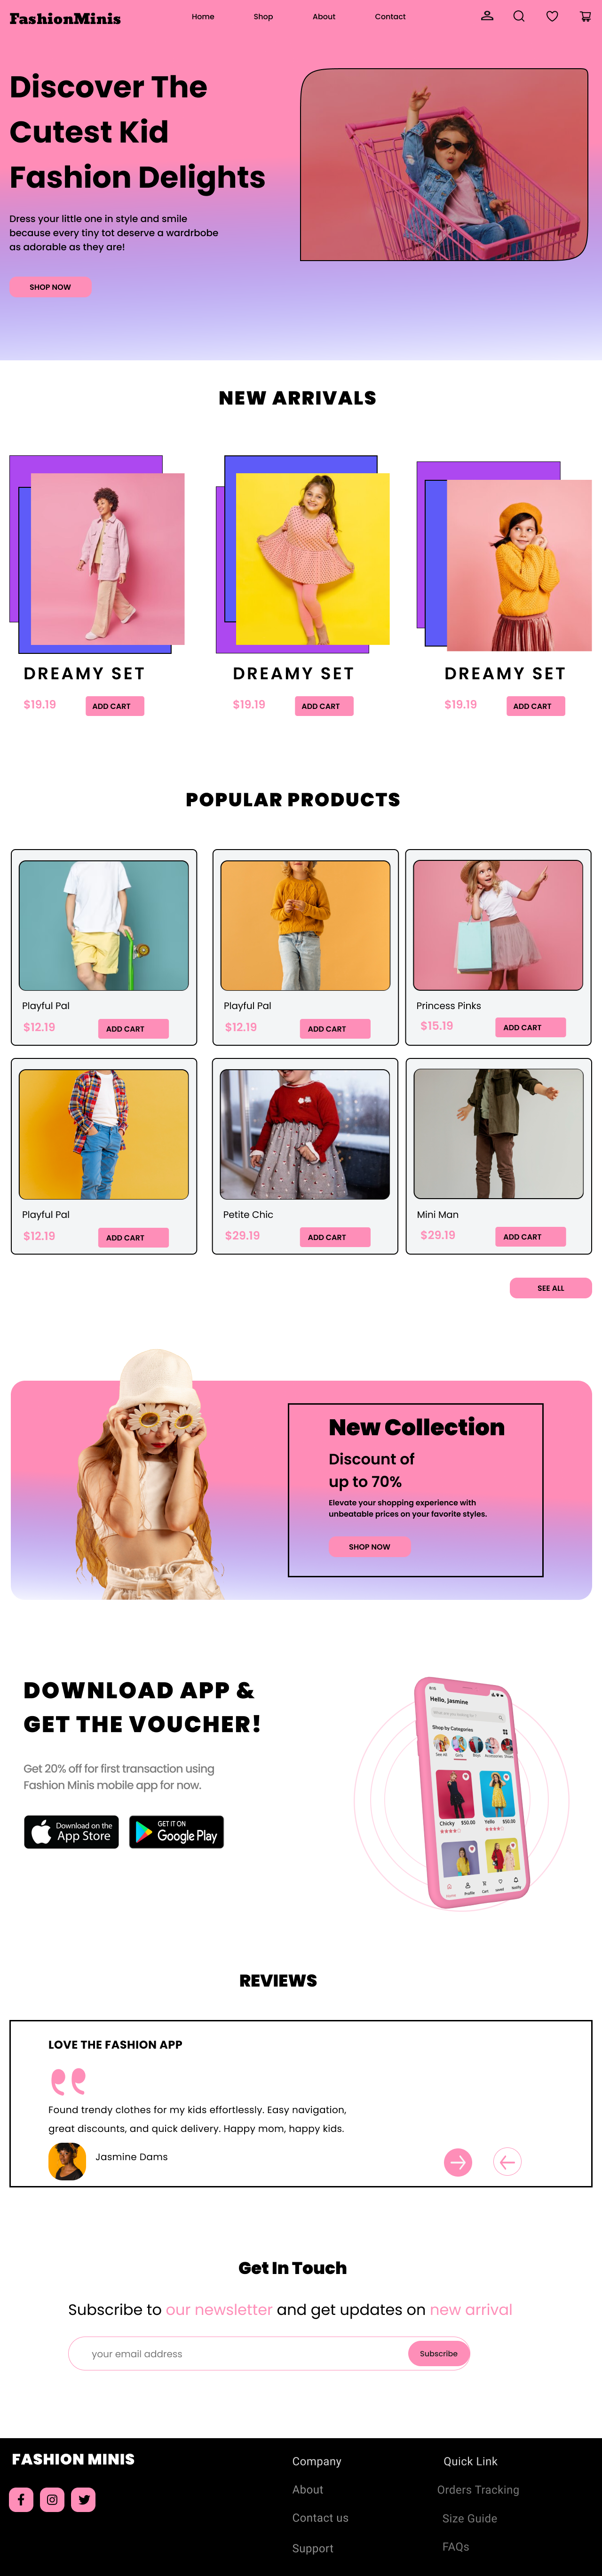 FashionMinis
Home
Shop
About
Contact
Discover The
Cutest Kid
Fashion Delights
Dress your little one in style and smile
because every tiny tot deserve a wardrbobe
as adorable as they are!
SHOP NOW
NEW ARRIVALS
DREAMY SET
$19.19
ADD CART
DREAMY SET
$19.19
ADD CART
DREAMY SET
$19.19
ADD CART
POPULAR PRODUCTS
Playful Pal
$12.19
ADD CART
Playful Pal
$12.19
ADD CART
Princess Pinks
$15.19
ADD CART
Playful Pal
$12.19
ADD CART
Petite Chic
$29.19
ADD CART
Mini Man
$29.19
ADD CART
SEE ALL
New Collection
Discount of
up to 70%
Elevate your shopping experience with
unbeatable prices on your favorite styles.
SHOP NOW
DOWNLOAD APP &
GET THE VOUCHER!
Get 20% off for first transaction using
Fashion Minis mobile app for now.
Download on the
App Store
GET IT ON
Google Play
Hello, Jasmine
Shop by Categories
See All
Girls
Boys
Accessories
Shoes
Chicky $50.00
Yello $50.00
Home
Profile
Cart
Notify
REVIEWS
LOVE THE FASHION APP
Found trendy clothes for my kids effortlessly. Easy navigation,
great discounts, and quick delivery. Happy mom, happy kids.
Jasmine Dams
Get In Touch
Subscribe to our newsletter and get updates on new arrival
your email address
Subscribe
FASHION MINIS
Company
About
Contact us
Support
Quick Link
Orders Tracking
Size Guide
FAQs